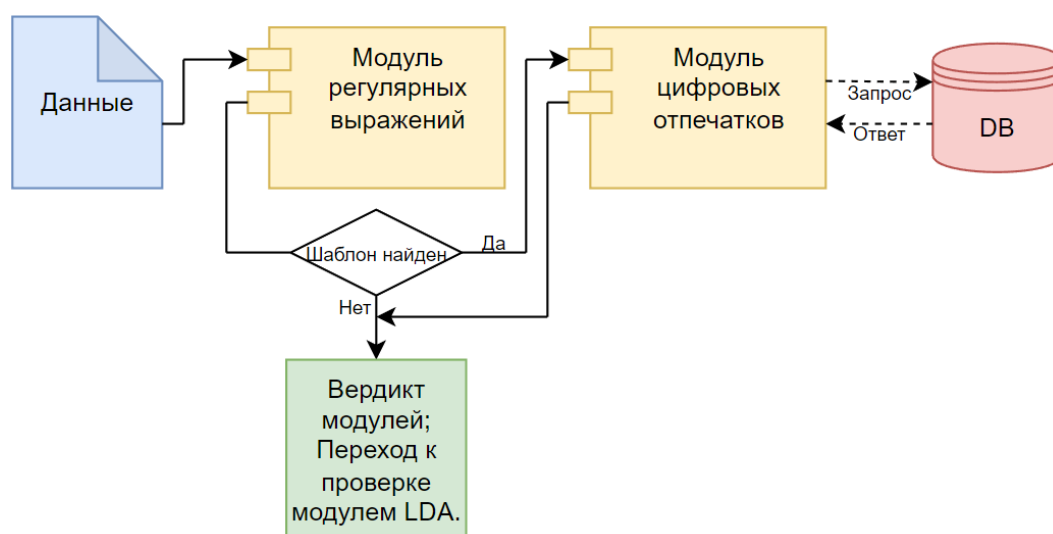 Данные
Модуль
регулярных
выражений
Модуль
цифровых
отпечатков
Запрос
Ответ
DB
Шаблон найден
Да
Нет
Вердикт
модулей;
Переход к
проверке
модулем LDA.